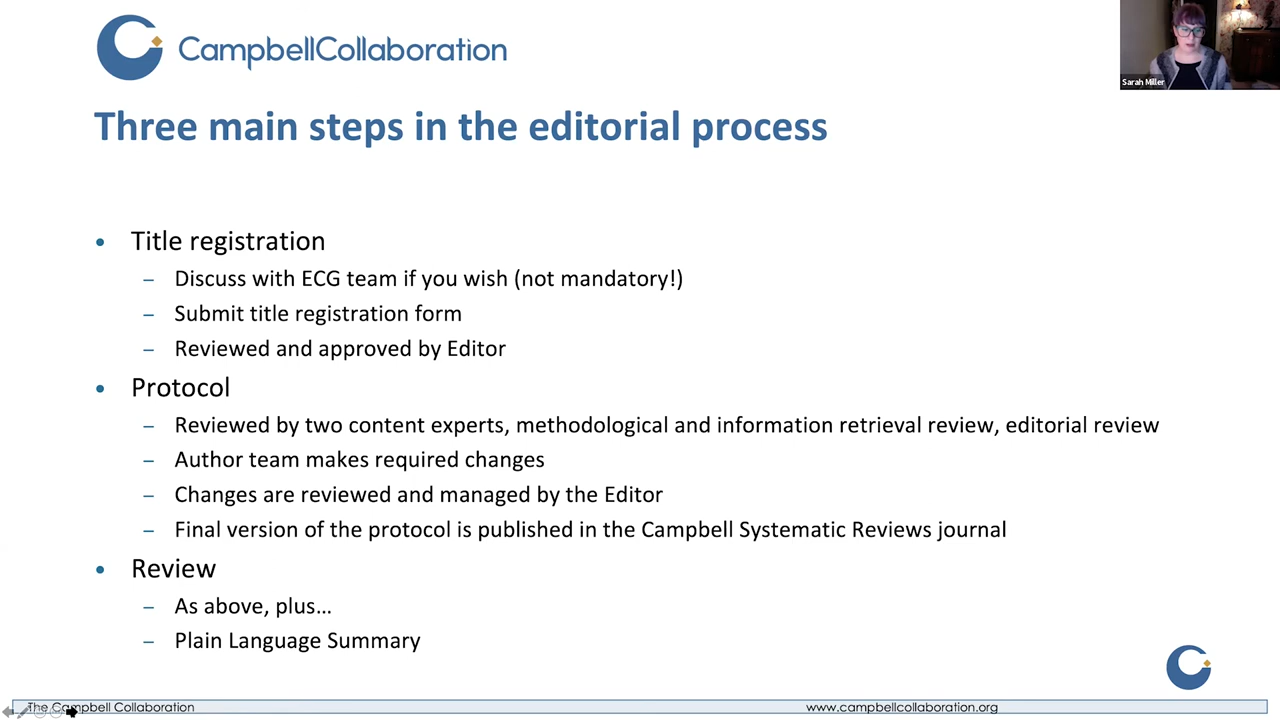 CampbellCollaboration
Sarah Miller
Three main steps in the editorial process
• Title registration
– Discuss with ECG team if you wish (not mandatory!)
– Submit title registration form
– Reviewed and approved by Editor
• Protocol
– Reviewed by two content experts, methodological and information retrieval review, editorial review
– Author team makes required changes
– Changes are reviewed and managed by the Editor
– Final version of the protocol is published in the Campbell Systematic Reviews journal
• Review
– As above, plus…
– Plain Language Summary
The Campbell Collaboration
www.campbellcollaboration.org